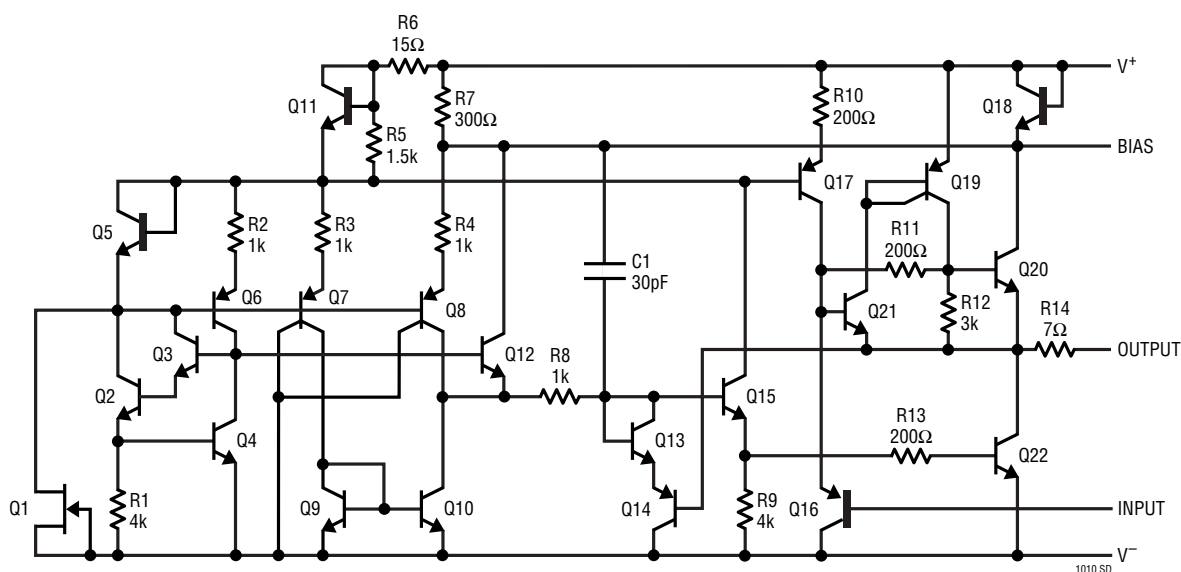 R6
15Ω
V+
Q11
R7
300Ω
R10
200Ω
Q18
R5
1.5k
BIAS
Q17
Q19
Q5
R2
1k
R3
1k
R4
1k
C1
30pF
R11
200Ω
Q20
Q6
Q7
Q8
Q21
R12
3k
R14
7Ω
Q3
Q12
R8
1k
OUTPUT
Q2
Q15
Q4
Q13
R13
200Ω
Q22
Q1
R1
4k
Q9
Q10
Q14
R9
4k
Q16
INPUT
V–
1010 SD